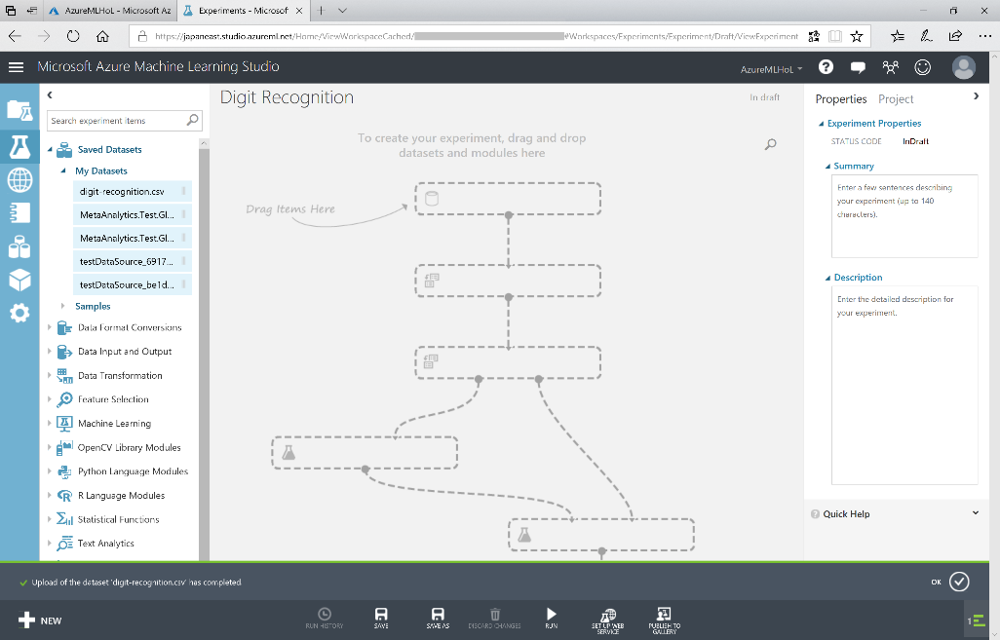 AzureMLHoL - Microsoft Az
Experiments - Microsof
https://japaneast.studio.azureml.net/Home/ViewWorkspaceCached/
#Workspaces/Experiments/Experiment/Draft/ViewExperiment
Microsoft Azure Machine Learning Studio
AzureMLHoL
Search experiment items
Saved Datasets
My Datasets
digit-recognition.csv
MetaAnalytics.Test.Gl...
MetaAnalytics.Test.Gl...
testDataSource_6917...
testDataSource_be1d...
Samples
Data Format Conversions
Data Input and Output
Data Transformation
Feature Selection
Machine Learning
OpenCV Library Modules
Python Language Modules
R Language Modules
Statistical Functions
Text Analytics
Digit Recognition
In draft
To create your experiment, drag and drop
datasets and modules here
Drag Items Here
Properties Project
Experiment Properties
STATUS CODE InDraft
Summary
Enter a few sentences describing
your experiment (up to 140
characters).
Description
Enter the detailed description for
your experiment.
Quick Help
Upload of the dataset 'digit-recognition.csv' has completed.
OK
NEW
RUN HISTORY
SAVE
SAVE AS
DISCARD CHANGES
RUN
SET UP WEB
SERVICE
PUBLISH TO
GALLERY
1